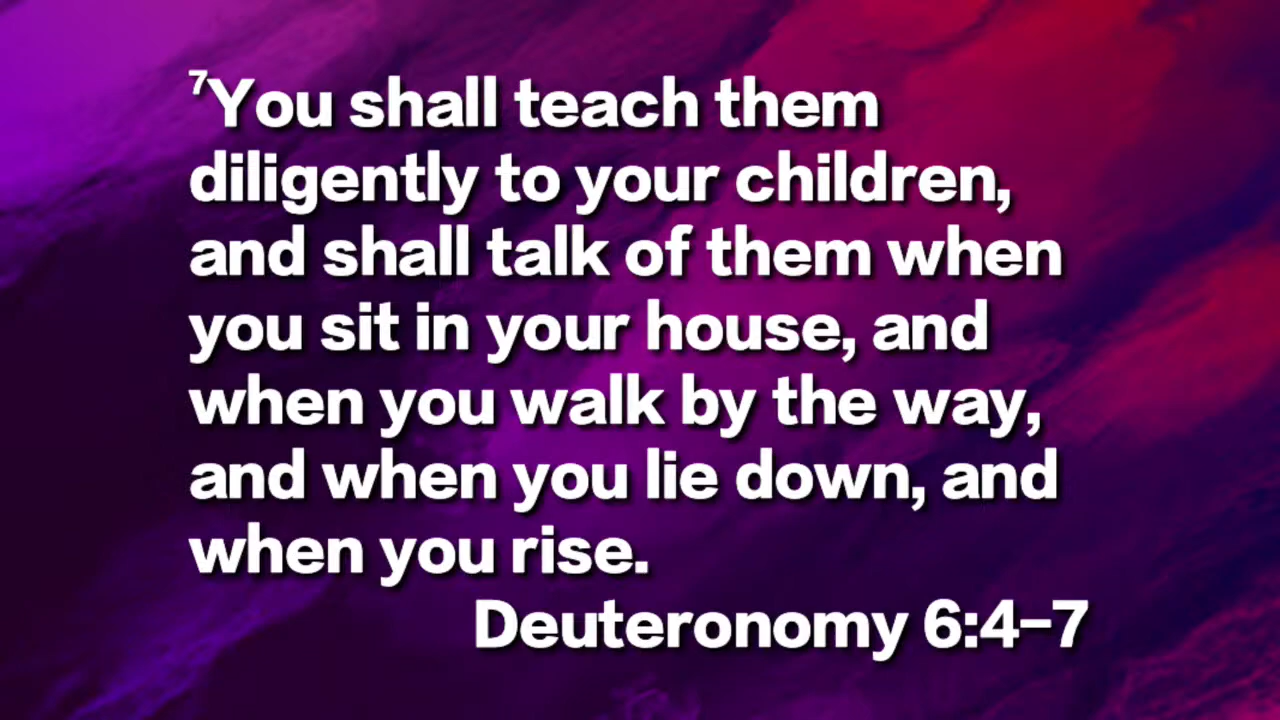 ⁷You shall teach them
diligently to your children,
and shall talk of them when
you sit in your house, and
when you walk by the way,
and when you lie down, and
when you rise.
Deuteronomy 6:4–7